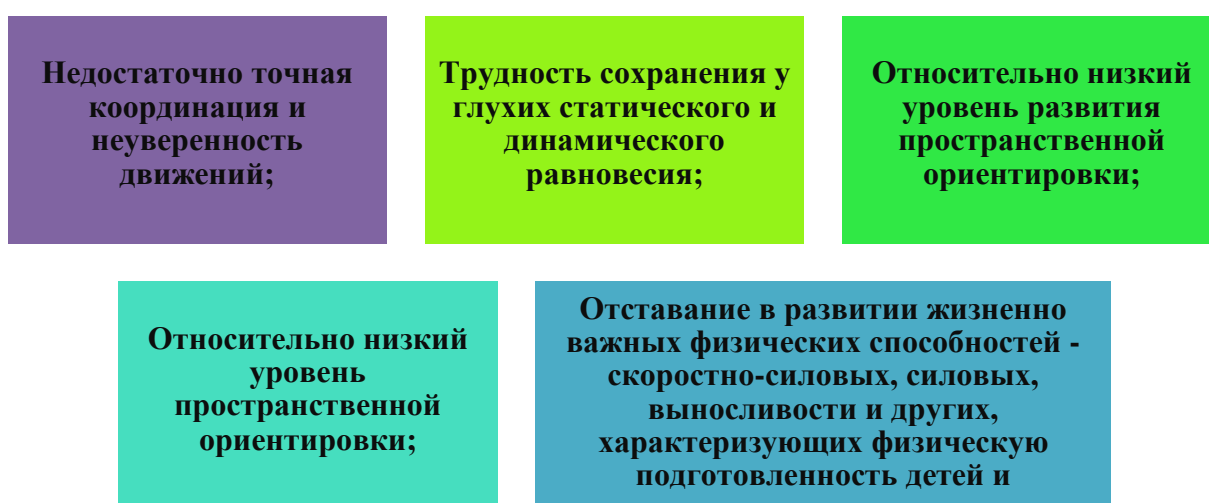 Недостаточно точная
координация и
неуверенность
движений;
Трудность сохранения у
глухих статического и
динамического
равновесия;
Относительно низкий
уровень развития
пространственной
ориентировки;
Относительно низкий
уровень
пространственной
ориентировки;
Отставание в развитии жизненно
важных физических способностей -
скоростно-силовых, силовых,
выносливости и других,
характеризующих физическую
подготовленность детей и